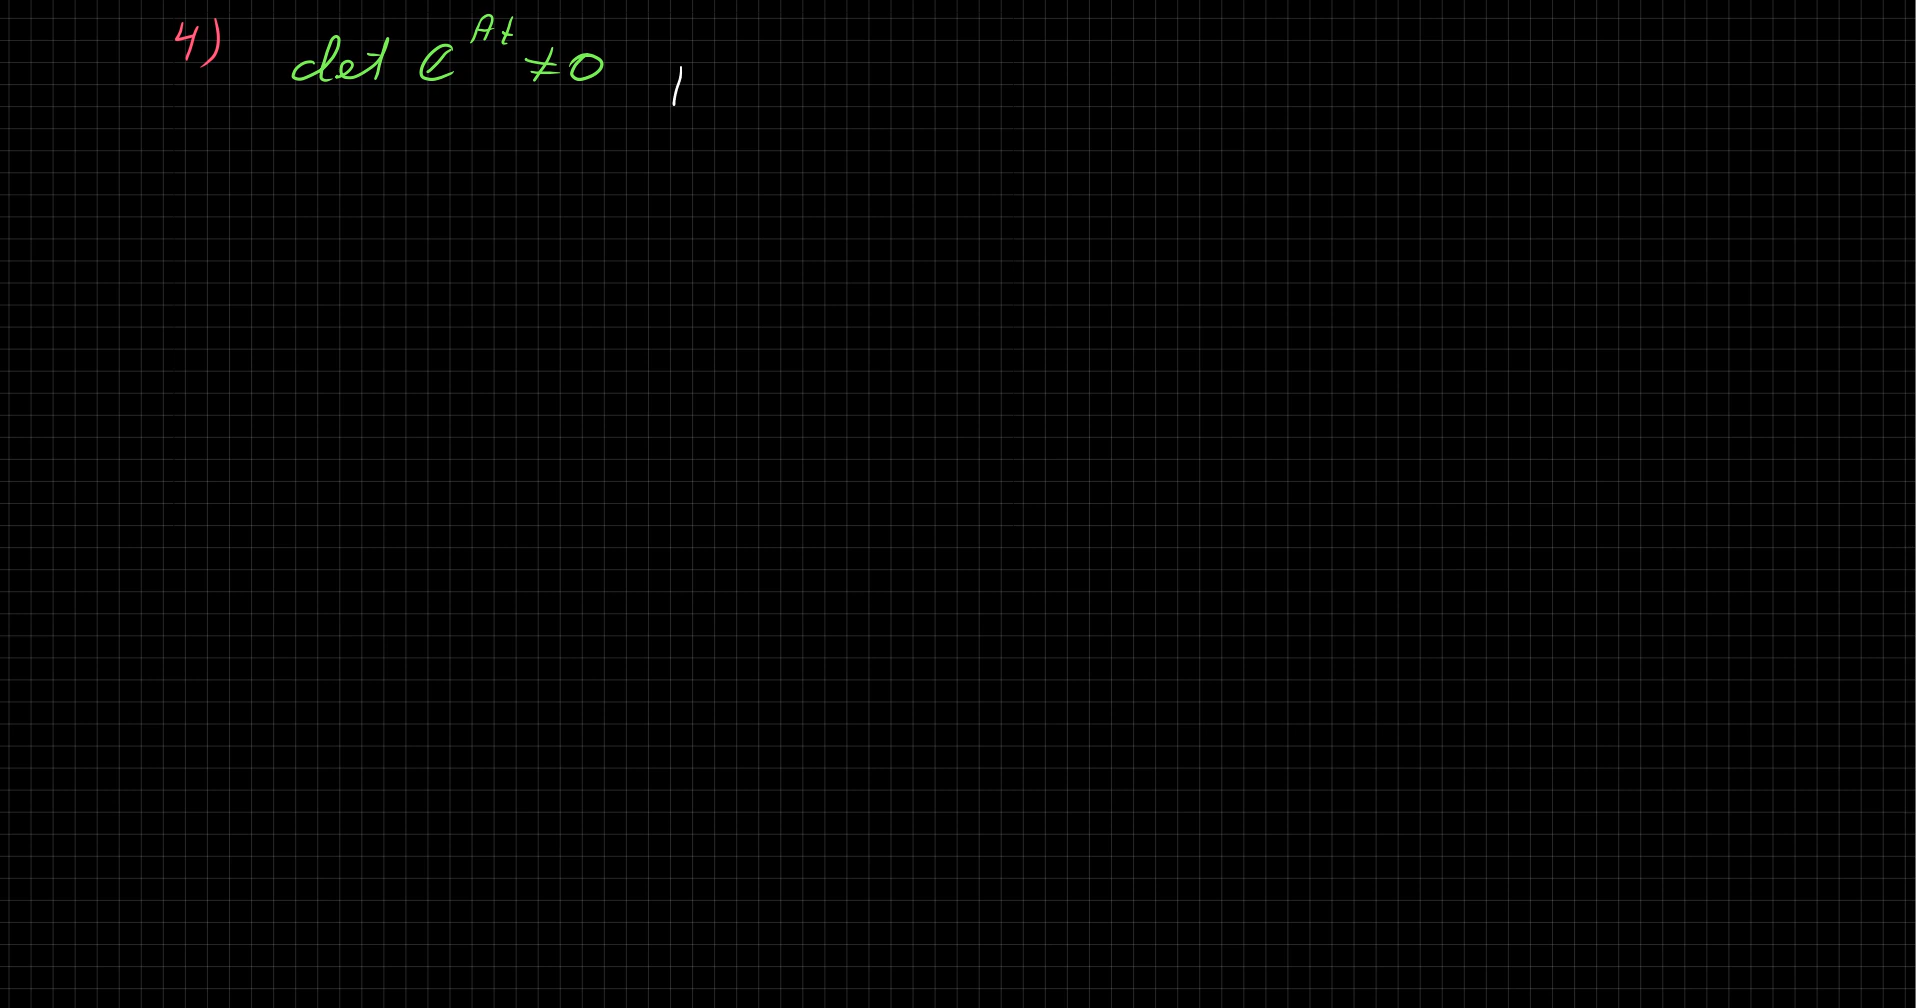 4) det e^{At} ≠ 0